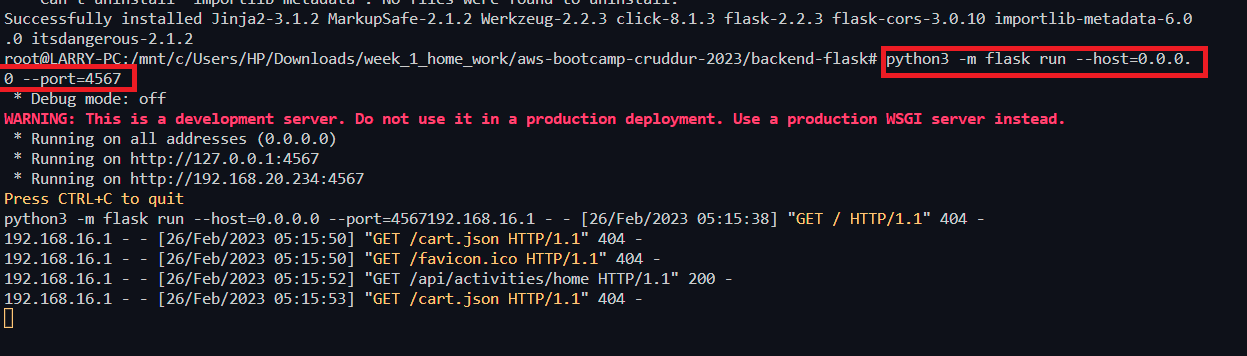 Can't uninstall 'importlib-metadata'. No files were found to uninstall.
Successfully installed Jinja2-3.1.2 MarkupSafe-2.1.2 Werkzeug-2.2.3 click-8.1.3 flask-2.2.3 flask-cors-3.0.10 importlib-metadata-6.0
.0 itsdangerous-2.1.2
root@LARRY-PC:/mnt/c/Users/HP/Downloads/week_1_home_work/aws-bootcamp-cruddur-2023/backend-flask# python3 -m flask run --host=0.0.0.
0 --port=4567
 * Debug mode: off
WARNING: This is a development server. Do not use it in a production deployment. Use a production WSGI server instead.
 * Running on all addresses (0.0.0.0)
 * Running on http://127.0.0.1:4567
 * Running on http://192.168.20.234:4567
Press CTRL+C to quit
python3 -m flask run --host=0.0.0.0 --port=4567192.168.16.1 - - [26/Feb/2023 05:15:38] "GET / HTTP/1.1" 404 -
192.168.16.1 - - [26/Feb/2023 05:15:50] "GET /cart.json HTTP/1.1" 404 -
192.168.16.1 - - [26/Feb/2023 05:15:50] "GET /favicon.ico HTTP/1.1" 404 -
192.168.16.1 - - [26/Feb/2023 05:15:52] "GET /api/activities/home HTTP/1.1" 200 -
192.168.16.1 - - [26/Feb/2023 05:15:53] "GET /cart.json HTTP/1.1" 404 -